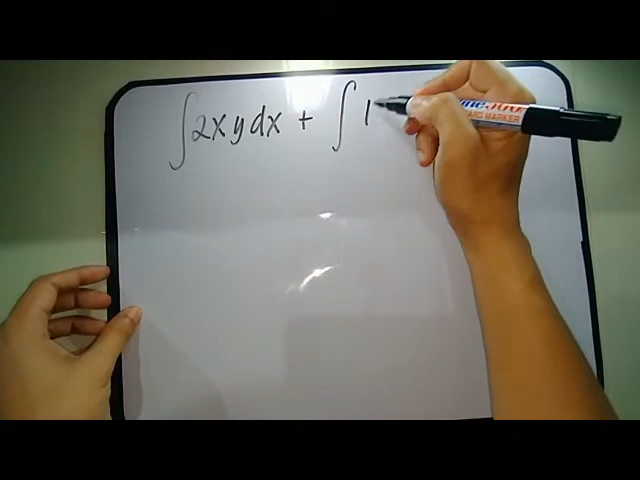 ∫2xydx + ∫1